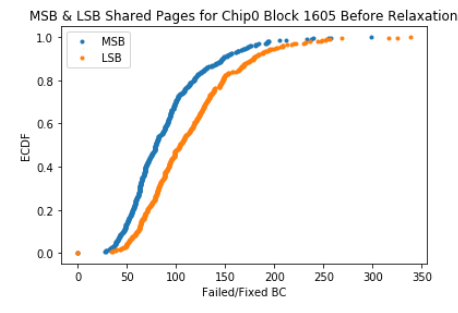 MSB & LSB Shared Pages for Chip0 Block 1605 Before Relaxation
MSB
LSB
1.0
0.8
0.6
0.4
0.2
0.0
ECDF
0 50 100 150 200 250 300 350
Failed/Fixed BC